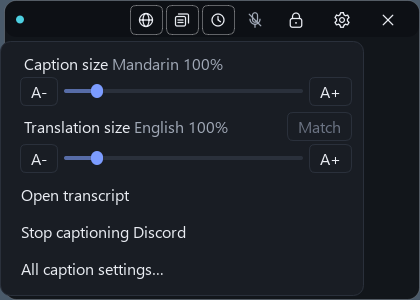 Caption size Mandarin 100%
A- A+
Translation size English 100% Match
A- A+
Open transcript
Stop captioning Discord
All caption settings...